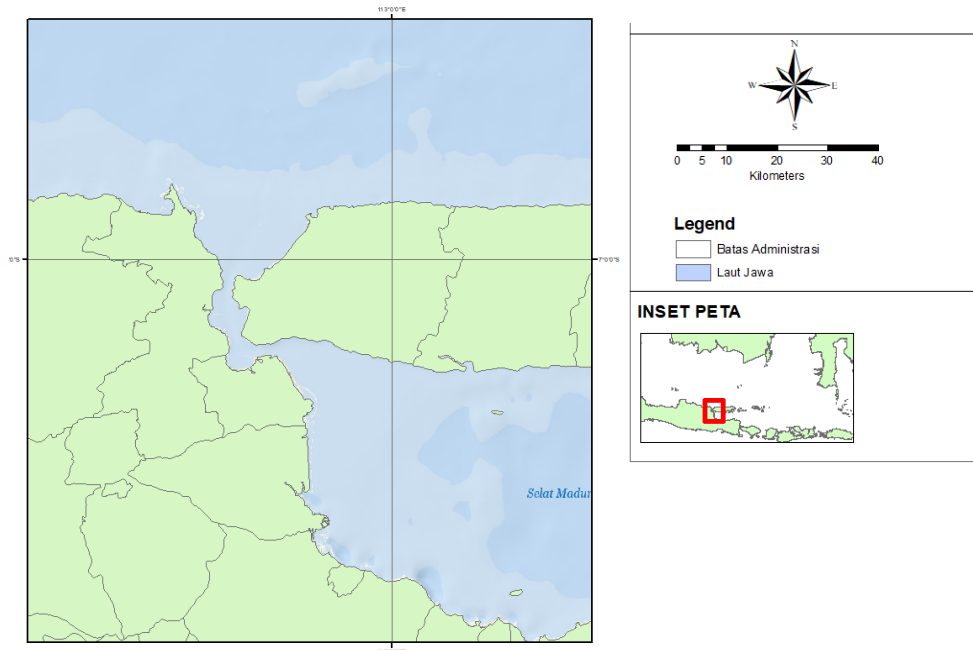 113°0'0"E
N
W
E
S
0 5 10 20 30 40
Kilometers
Legend
Batas Administrasi
Laut Jawa
0'S
7°0'0"S
INSET PETA
Selat Madur